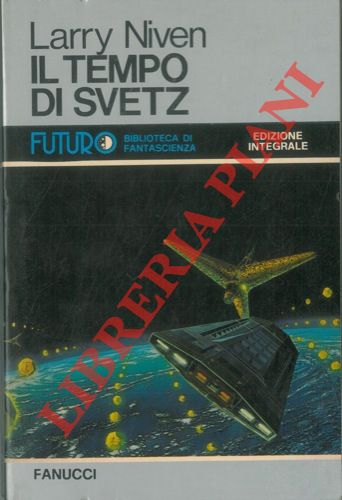 Larry Niven
IL TEMPO
DI SVETZ
FUTURO
BIBLIOTECA DI
FANTASCIENZA
EDIZIONE
INTEGRALE
LIBRERIA PIANI
FANUCCI